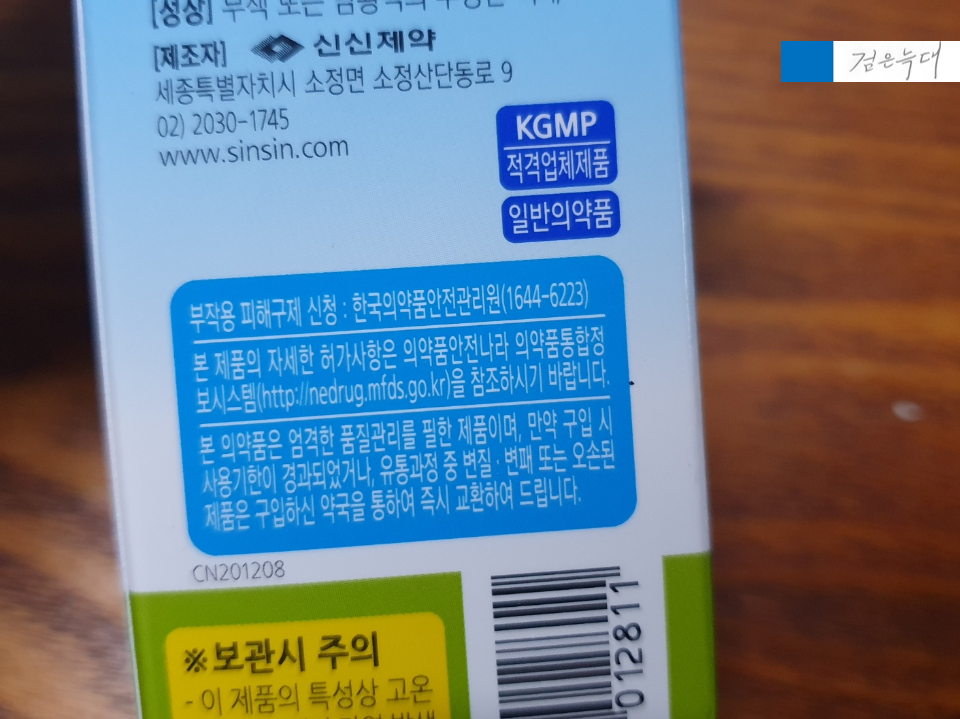 검은늑대
[성상] 무색 또는
[제조자] 신신제약
세종특별자치시 소정면 소정산단동로 9
02) 2030-1745
www.sinsin.com
KGMP
적격업체제품
일반의약품
부작용 피해구제 신청 : 한국의약품안전관리원(1644-6223)
본 제품의 자세한 허가사항은 의약품안전나라 의약품통합정
보시스템(http://nedrug.mfds.go.kr)을 참조하시기 바랍니다.
본 의약품은 엄격한 품질관리를 필한 제품이며, 만약 구입 시
사용기한이 경과되었거나, 유통과정 중 변질·변패 또는 오손된
제품은 구입하신 약국을 통하여 즉시 교환하여 드립니다.
CN201208
※보관시 주의
- 이 제품의 특성상 고온
012811